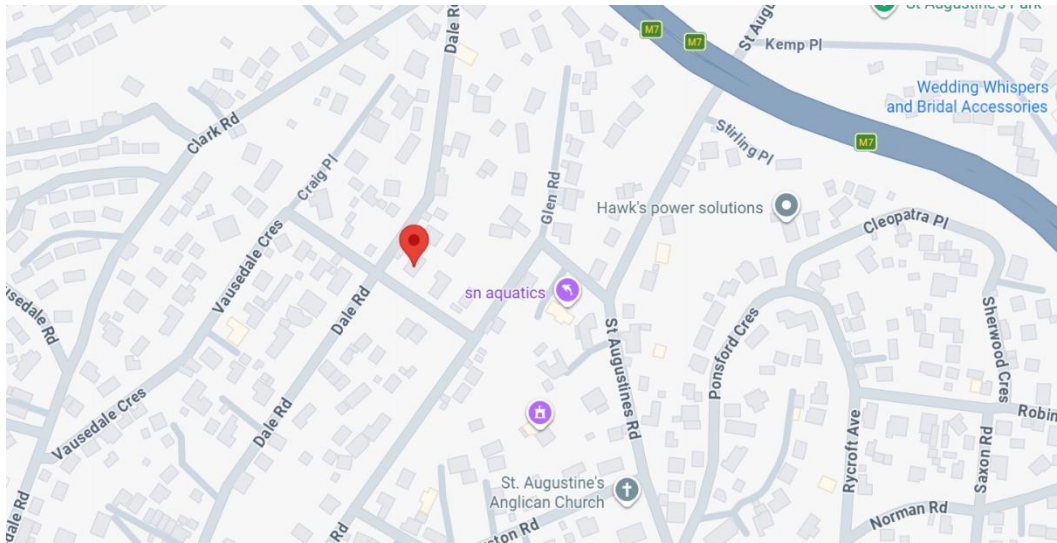 St Augustine's Park
M7
M7
Kemp Pl
Dale Rd
St Augu
Wedding Whispers
and Bridal Accessories
Clark Rd
Stirling Pl
M7
Craig Pl
Glen Rd
Hawk's power solutions
Cleopatra Pl
Vausedale Cres
sn aquatics
Dale Rd
usedale Rd
Ponsford Cres
Sherwood Cres
St Augustines Rd
Vausedale Cres
Dale Rd
Rycroft Ave
Robin
Saxon Rd
St. Augustine's
Anglican Church
dale Rd
Rd
ston Rd
Norman Rd